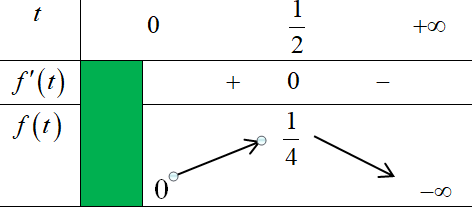 t 0 1/2 +∞
f′(t) + 0 −
f(t) 0 1/4 −∞